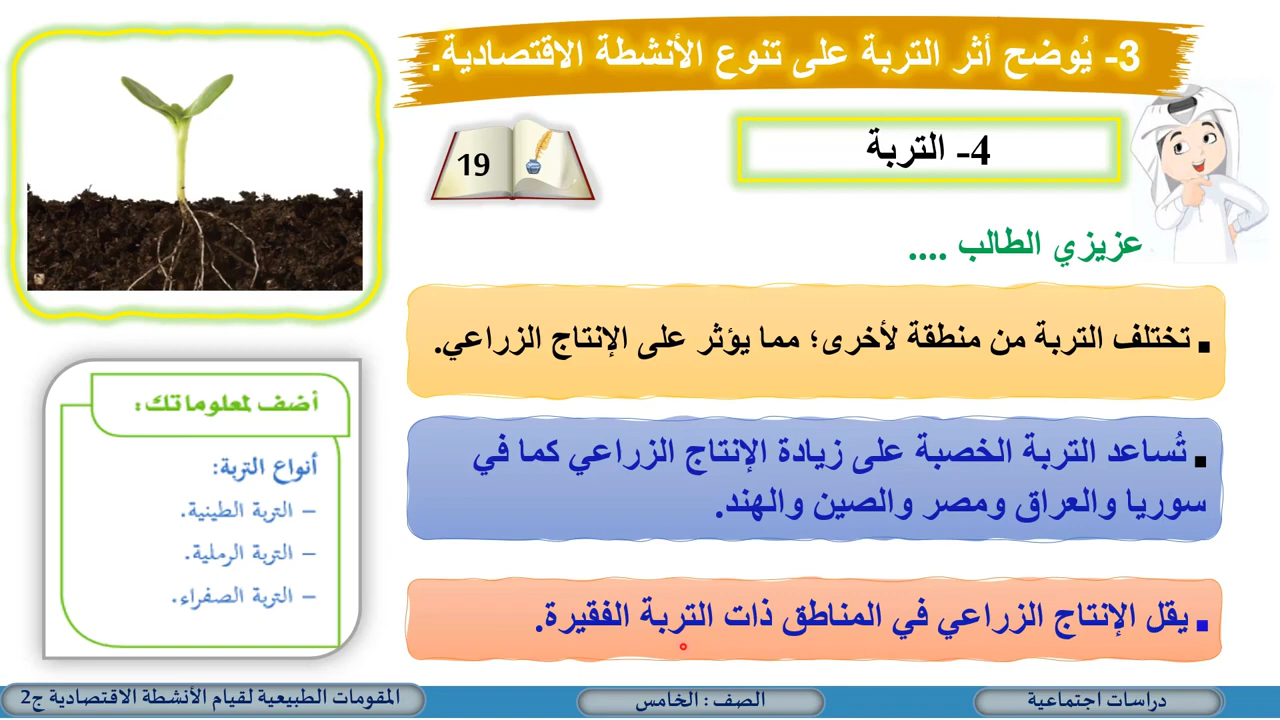 3- يُوضح أثر التربة على تنوع الأنشطة الاقتصادية.
4- التربة
19
عزيزي الطالب ....
▪ تختلف التربة من منطقة لأخرى؛ مما يؤثر على الإنتاج الزراعي.
▪ تُساعد التربة الخصبة على زيادة الإنتاج الزراعي كما في
سوريا والعراق ومصر والصين والهند.
▪ يقل الإنتاج الزراعي في المناطق ذات التربة الفقيرة.
أضف لمعلوماتك:
أنواع التربة:
– التربة الطينية.
– التربة الرملية.
– التربة الصفراء.
دراسات اجتماعية
الصف : الخامس
المقومات الطبيعية لقيام الأنشطة الاقتصادية ج2